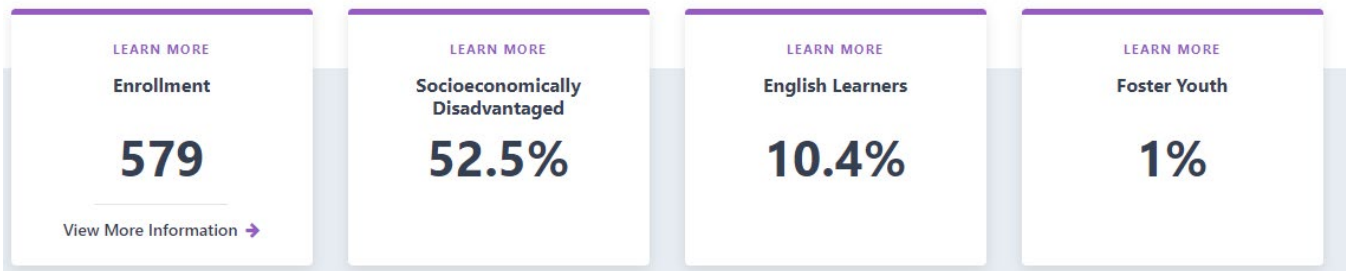 LEARN MORE
Enrollment
579
View More Information
LEARN MORE
Socioeconomically
Disadvantaged
52.5%
LEARN MORE
English Learners
10.4%
LEARN MORE
Foster Youth
1%